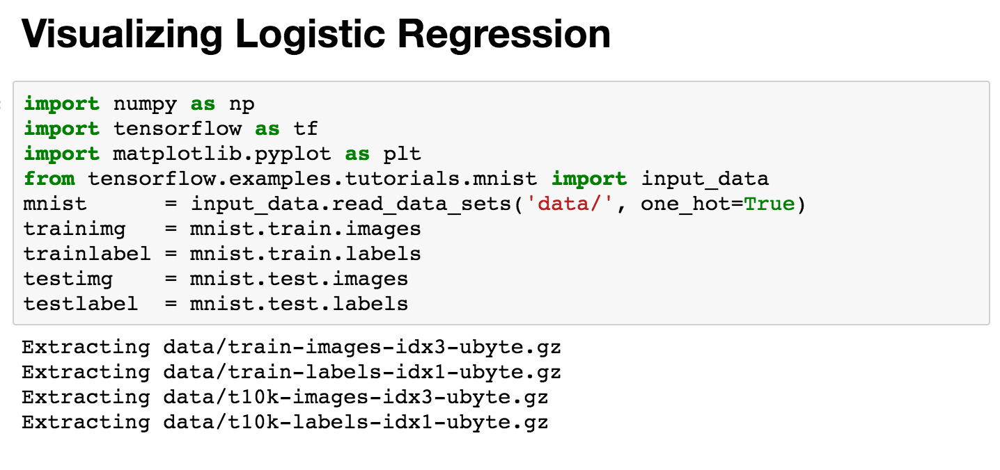 Visualizing Logistic Regression
import numpy as np
import tensorflow as tf
import matplotlib.pyplot as plt
from tensorflow.examples.tutorials.mnist import input_data
mnist      = input_data.read_data_sets('data/', one_hot=True)
trainimg   = mnist.train.images
trainlabel = mnist.train.labels
testimg    = mnist.test.images
testlabel  = mnist.test.labels
Extracting data/train-images-idx3-ubyte.gz
Extracting data/train-labels-idx1-ubyte.gz
Extracting data/t10k-images-idx3-ubyte.gz
Extracting data/t10k-labels-idx1-ubyte.gz